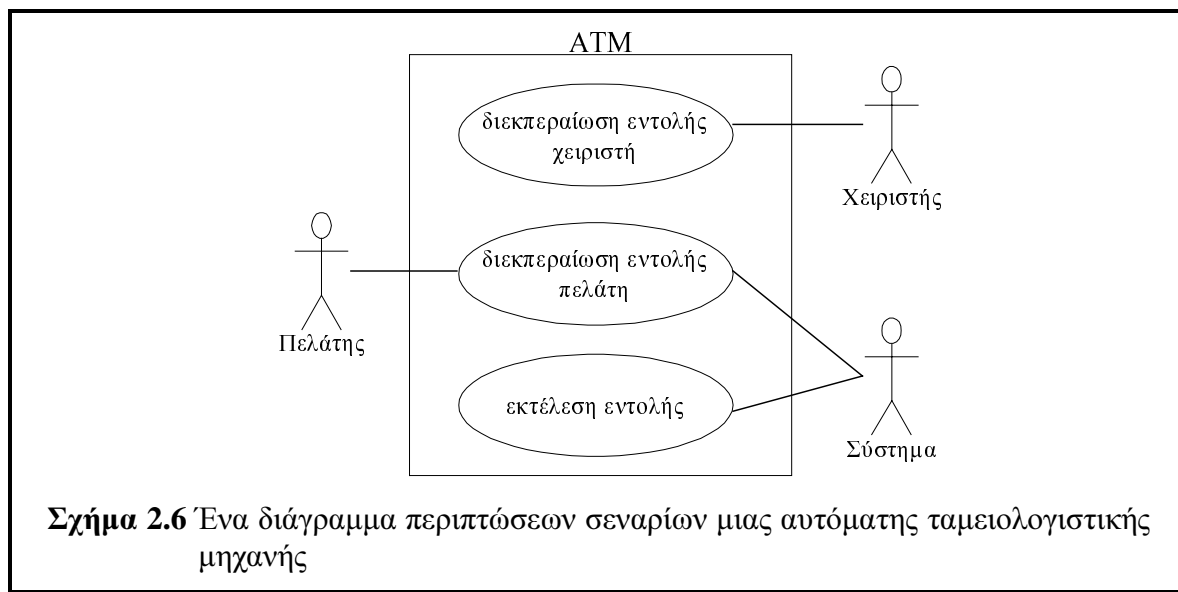 ATM
διεκπεραίωση εντολής
χειριστή
Χειριστής
διεκπεραίωση εντολής
πελάτη
Πελάτης
εκτέλεση εντολής
Σύστημα
Σχήμα 2.6 Ένα διάγραμμα περιπτώσεων σεναρίων μιας αυτόματης ταμειολογιστικής
μηχανής